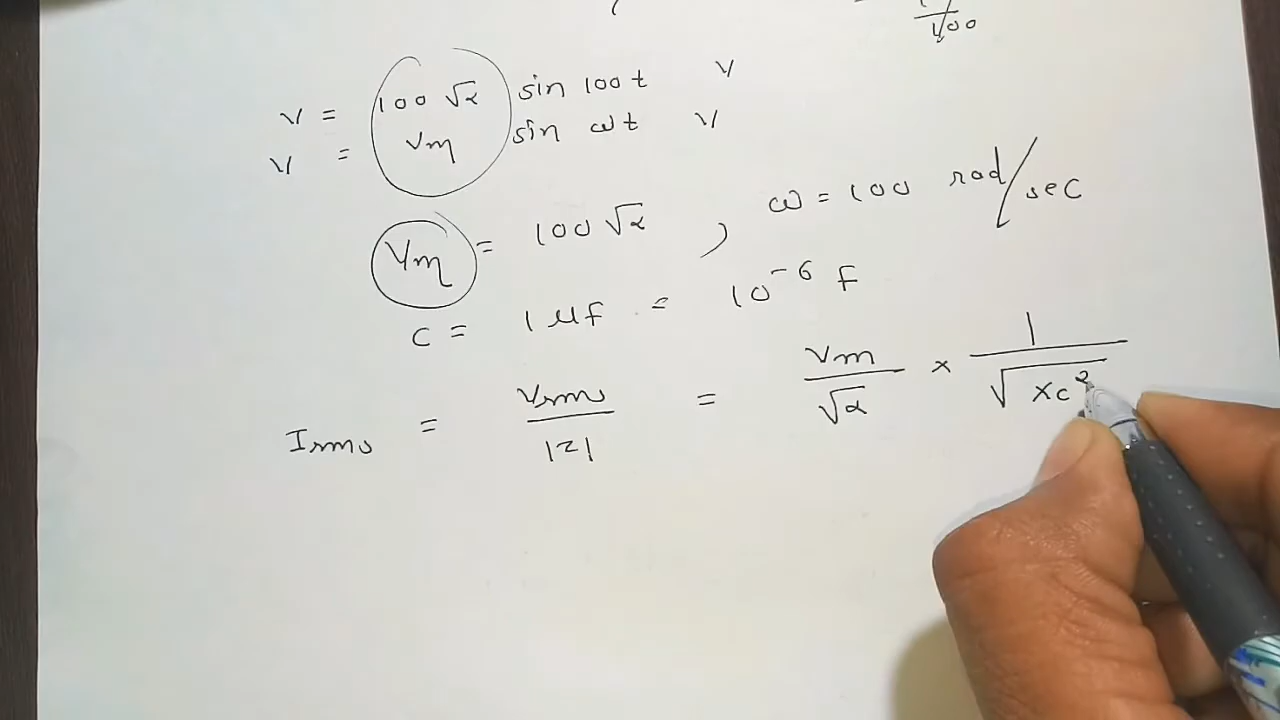 1/100
V = 100 √2 sin 100 t V
V = Vm sin ωt V
Vm = 100 √2 , ω = 100 rad/sec
C = 1 μf = 10⁻⁶ F
Irms = Vrms/|z| = Vm/√2 × 1/√Xc²